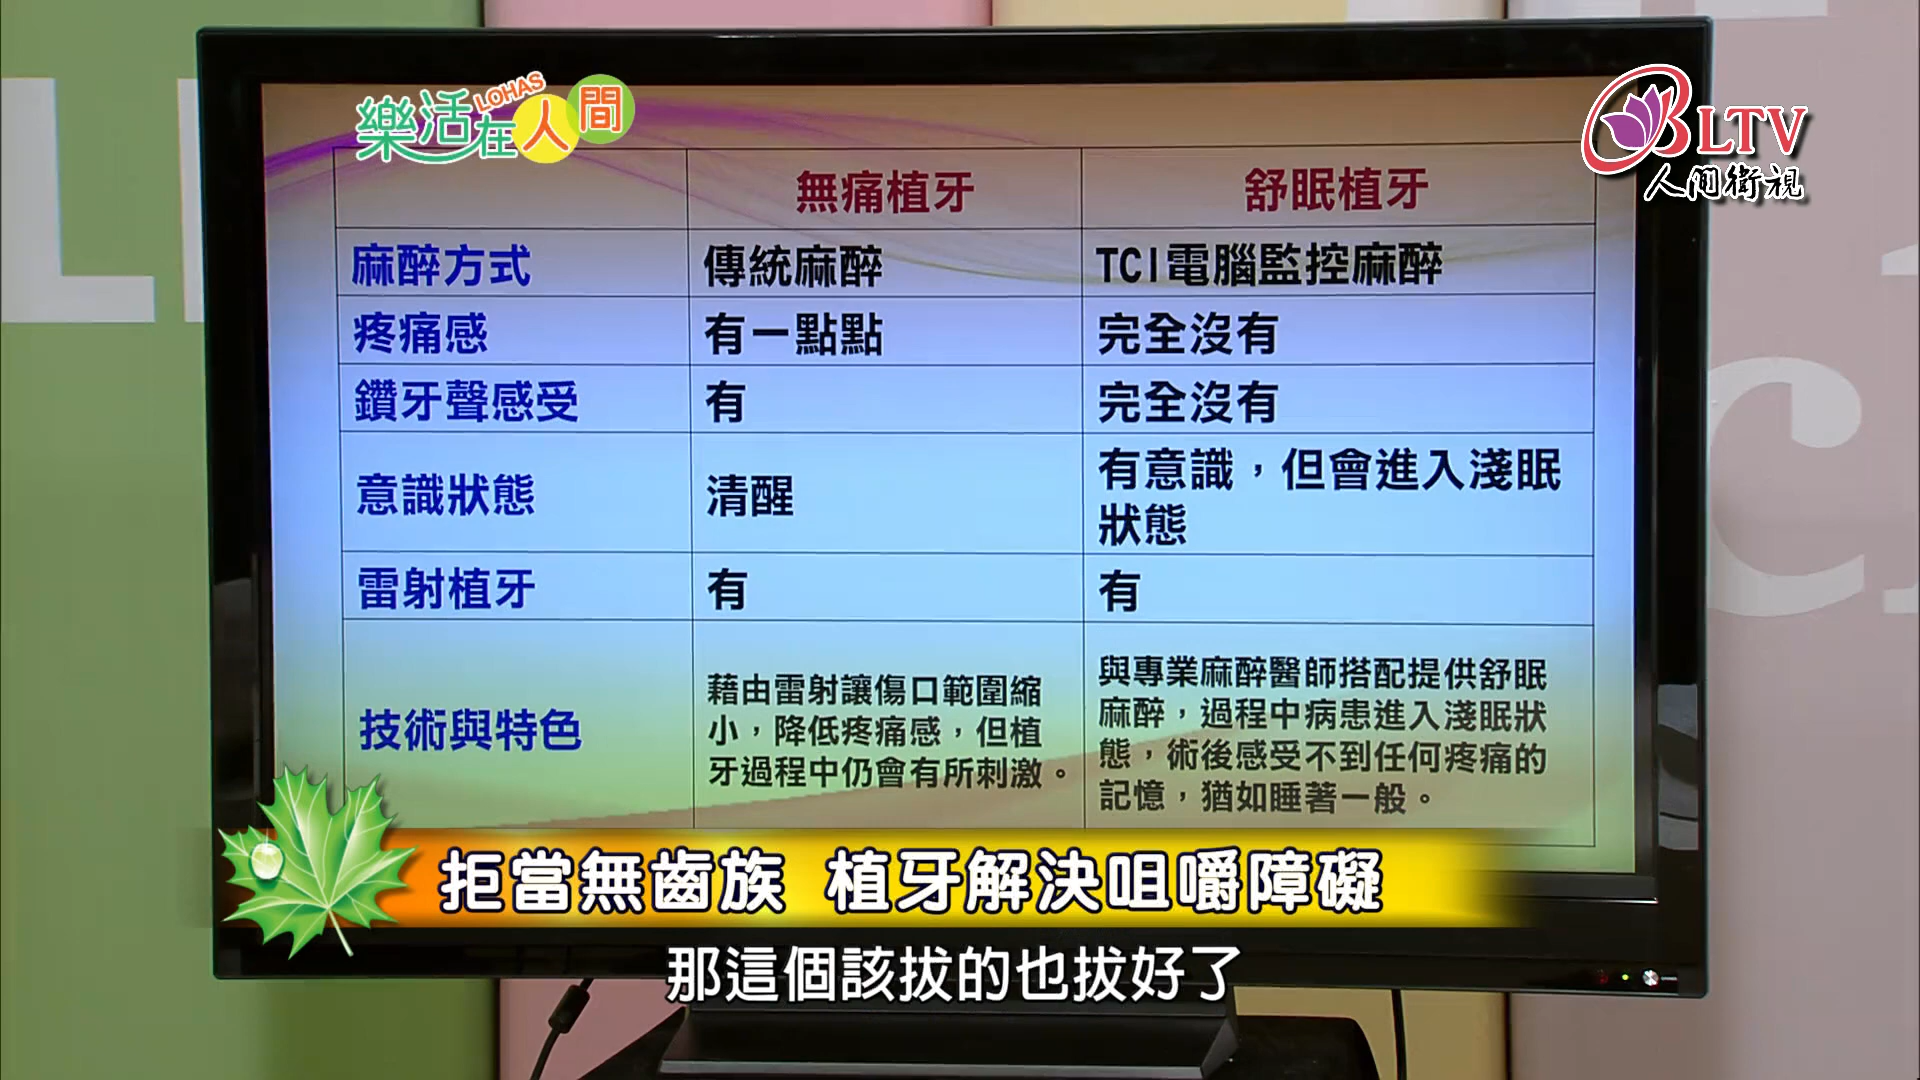 樂活在人間
LOHAS
BLTV
人間衛視
無痛植牙 舒眠植牙
麻醉方式 傳統麻醉 TCI電腦監控麻醉
疼痛感 有一點點 完全沒有
鑽牙聲感受 有 完全沒有
意識狀態 清醒 有意識，但會進入淺眠
狀態
雷射植牙 有 有
技術與特色
藉由雷射讓傷口範圍縮
小，降低疼痛感，但植
牙過程中仍會有所刺激。
與專業麻醉醫師搭配提供舒眠
麻醉，過程中病患進入淺眠狀
態，術後感受不到任何疼痛的
記憶，猶如睡著一般。
拒當無齒族 植牙解決咀嚼障礙
那這個該拔的也拔好了